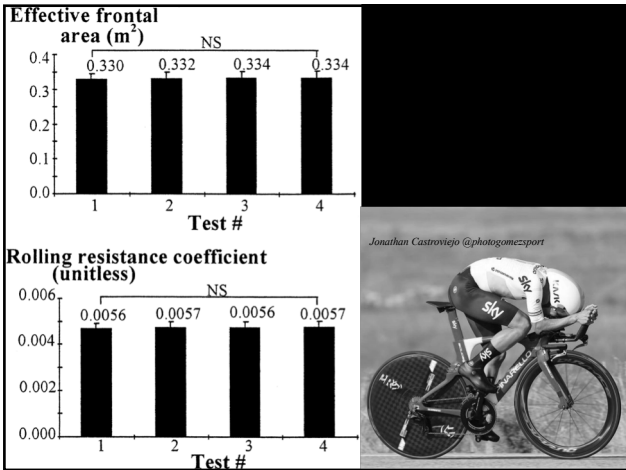 Effective frontal
area (m²)
NS
0.4
0.330
0.332
0.334
0.334
0.3
0.2
0.1
0.0
1
2
3
4
Test #
Rolling resistance coefficient
(unitless)
NS
0.006
0.0056
0.0057
0.0056
0.0057
0.004
0.002
0.000
1
2
3
4
Test #
Jonathan Castroviejo @photogomezsport
sky
sky
PINARELLO